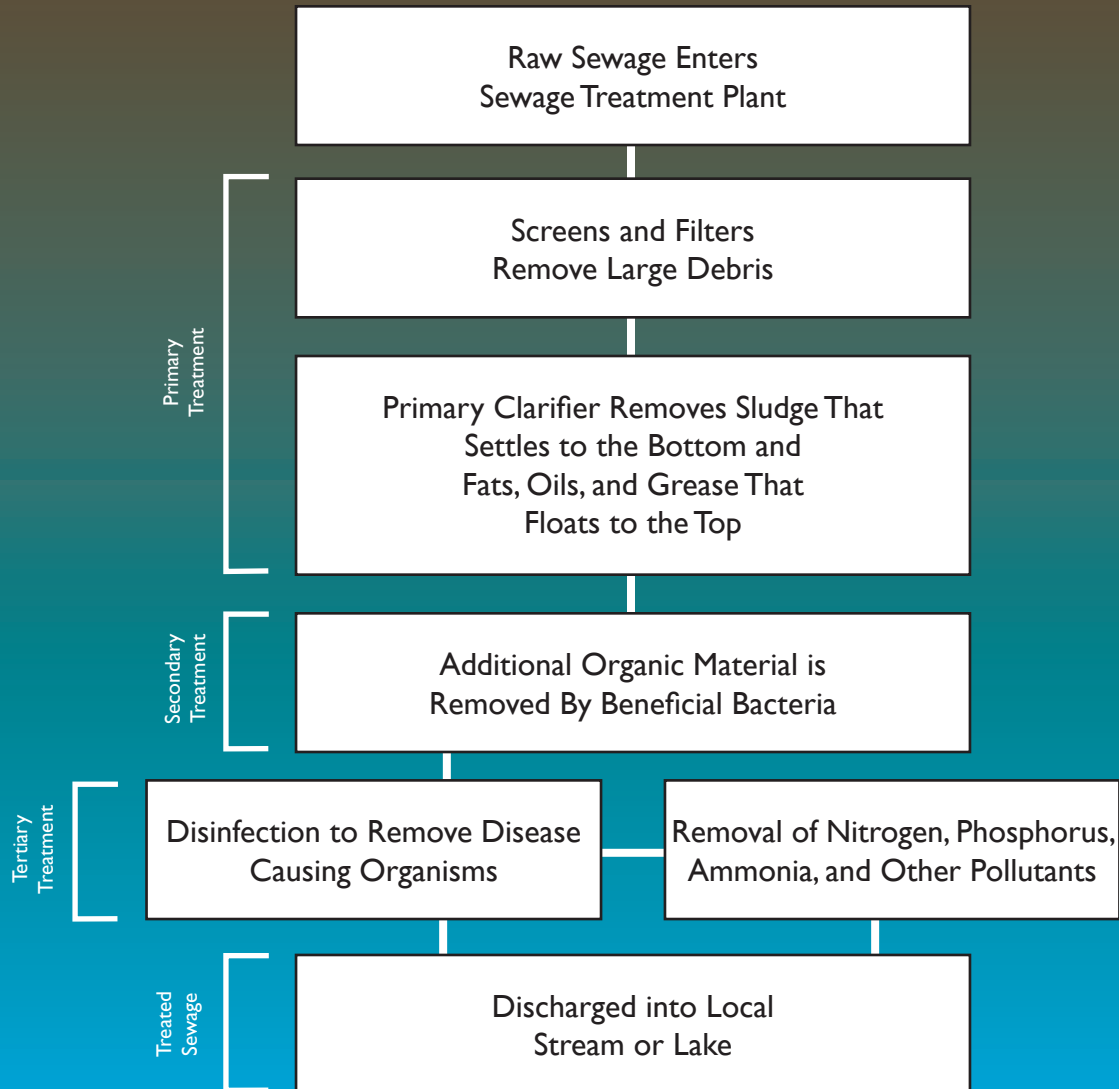 Raw Sewage Enters
Sewage Treatment Plant
Primary
Treatment
Screens and Filters
Remove Large Debris
Primary Clarifier Removes Sludge That
Settles to the Bottom and
Fats, Oils, and Grease That
Floats to the Top
Secondary
Treatment
Additional Organic Material is
Removed By Beneficial Bacteria
Tertiary
Treatment
Disinfection to Remove Disease
Causing Organisms
Removal of Nitrogen, Phosphorus,
Ammonia, and Other Pollutants
Treated
Sewage
Discharged into Local
Stream or Lake